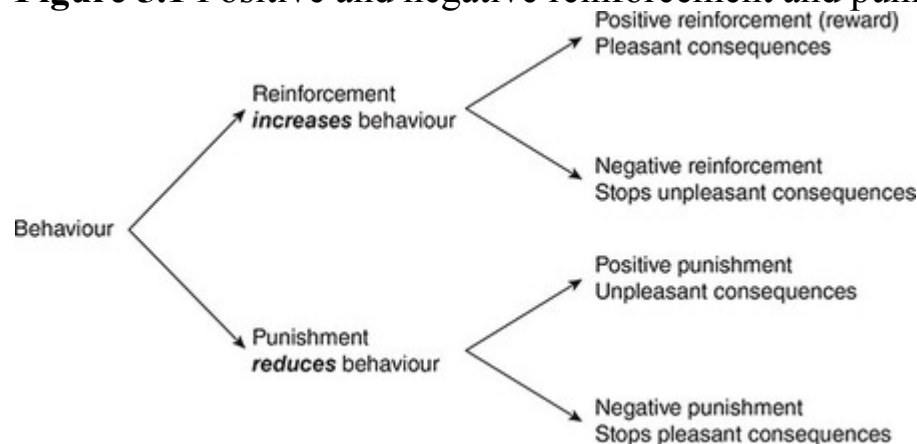 Figure 3.1 Positive and negative reinforcement and
Positive reinforcement (reward)
Pleasant consequences
Reinforcement
increases behaviour
Negative reinforcement
Stops unpleasant consequences
Behaviour
Positive punishment
Unpleasant consequences
Punishment
reduces behaviour
Negative punishment
Stops pleasant consequences